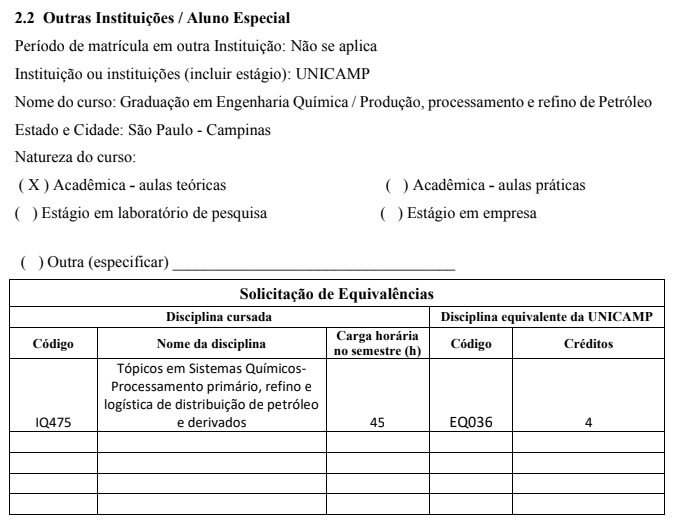 2.2 Outras Instituições / Aluno Especial
Período de matrícula em outra Instituição: Não se aplica
Instituição ou instituições (incluir estágio): UNICAMP
Nome do curso: Graduação em Engenharia Química / Produção, processamento e refino de Petróleo
Estado e Cidade: São Paulo - Campinas
Natureza do curso:
( X ) Acadêmica - aulas teóricas ( ) Acadêmica - aulas práticas
( ) Estágio em laboratório de pesquisa ( ) Estágio em empresa
( ) Outra (especificar) ___________________________________
Solicitação de Equivalências
Disciplina cursada Disciplina equivalente da UNICAMP
Código Nome da disciplina Carga horária no semestre (h) Código Créditos
Tópicos em Sistemas Químicos-
Processamento primário, refino e
logística de distribuição de petróleo
IQ475 e derivados 45 EQ036 4